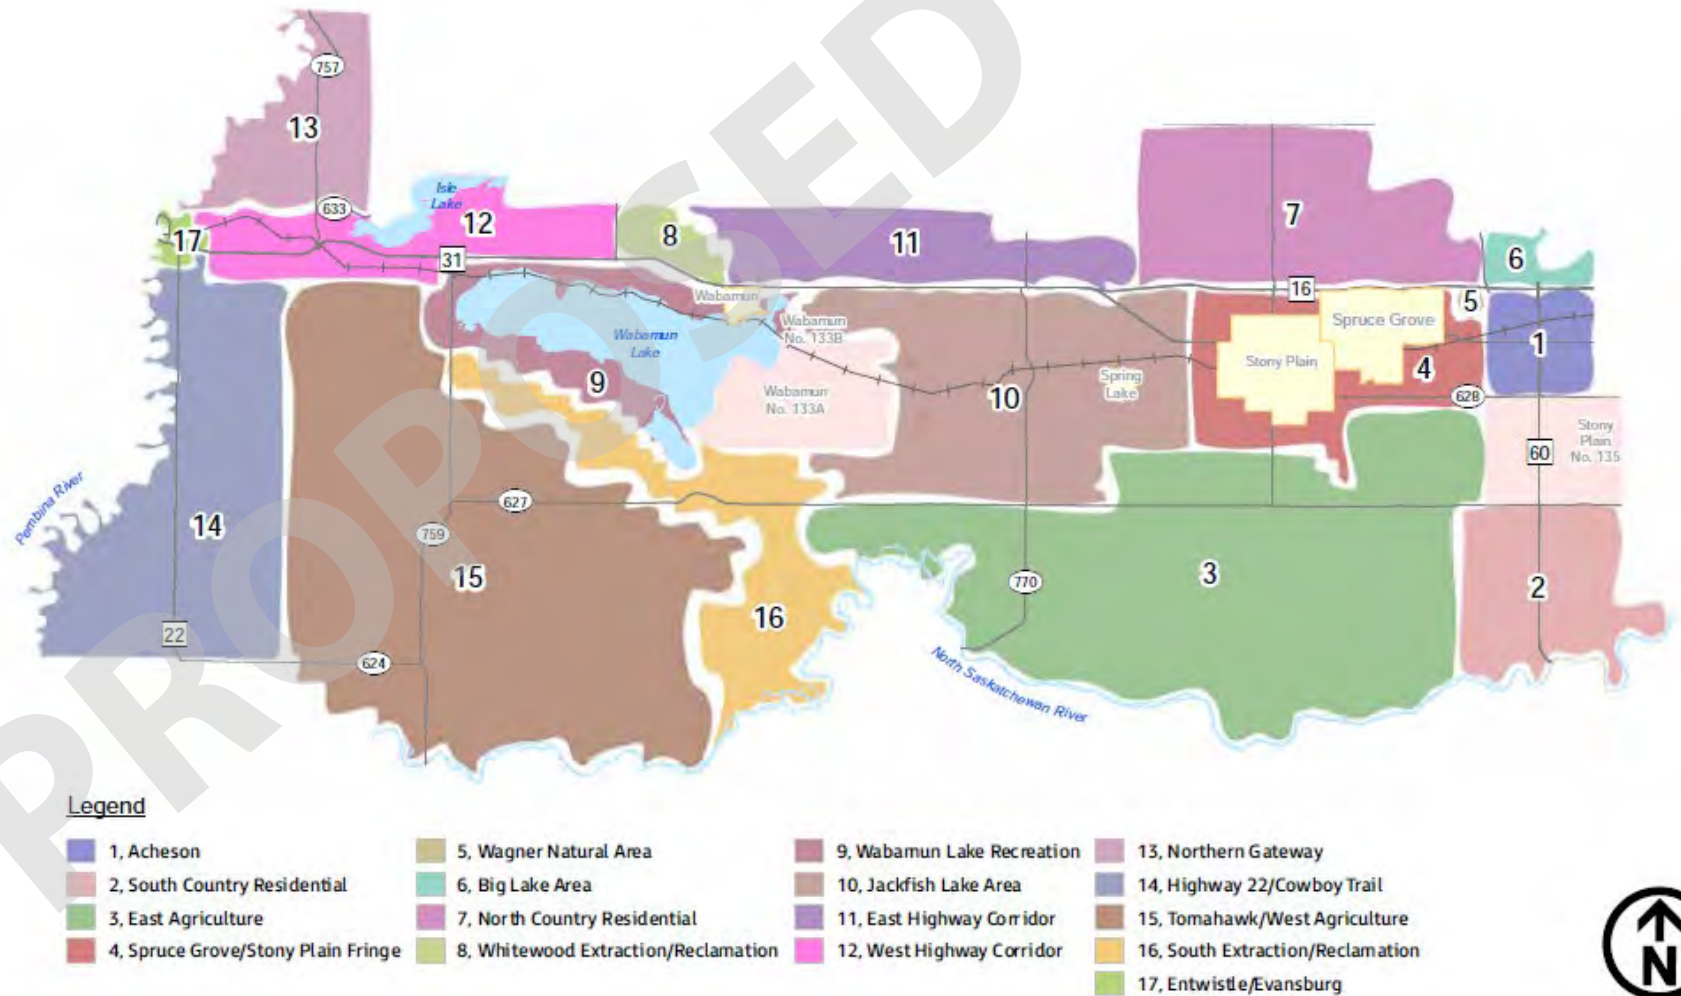 PROPOSED
757
13
Isle
Lake
633
12
17
8
11
7
6
31
16
5
Wabamun
Spruce Grove
Wabamun
No. 133B
Wabamun
Lake
1
Stony Plain
4
9
Wabamun
No. 133A
10
Spring
Lake
628
Stony
Plain
No. 135
60
Pembina River
627
14
759
15
770
3
2
16
22
624
North Saskatchewan River
Legend
1, Acheson
2, South Country Residential
3, East Agriculture
4, Spruce Grove/Stony Plain Fringe
5, Wagner Natural Area
6, Big Lake Area
7, North Country Residential
8, Whitewood Extraction/Reclamation
9, Wabamun Lake Recreation
10, Jackfish Lake Area
11, East Highway Corridor
12, West Highway Corridor
13, Northern Gateway
14, Highway 22/Cowboy Trail
15, Tomahawk/West Agriculture
16, South Extraction/Reclamation
17, Entwistle/Evansburg
N